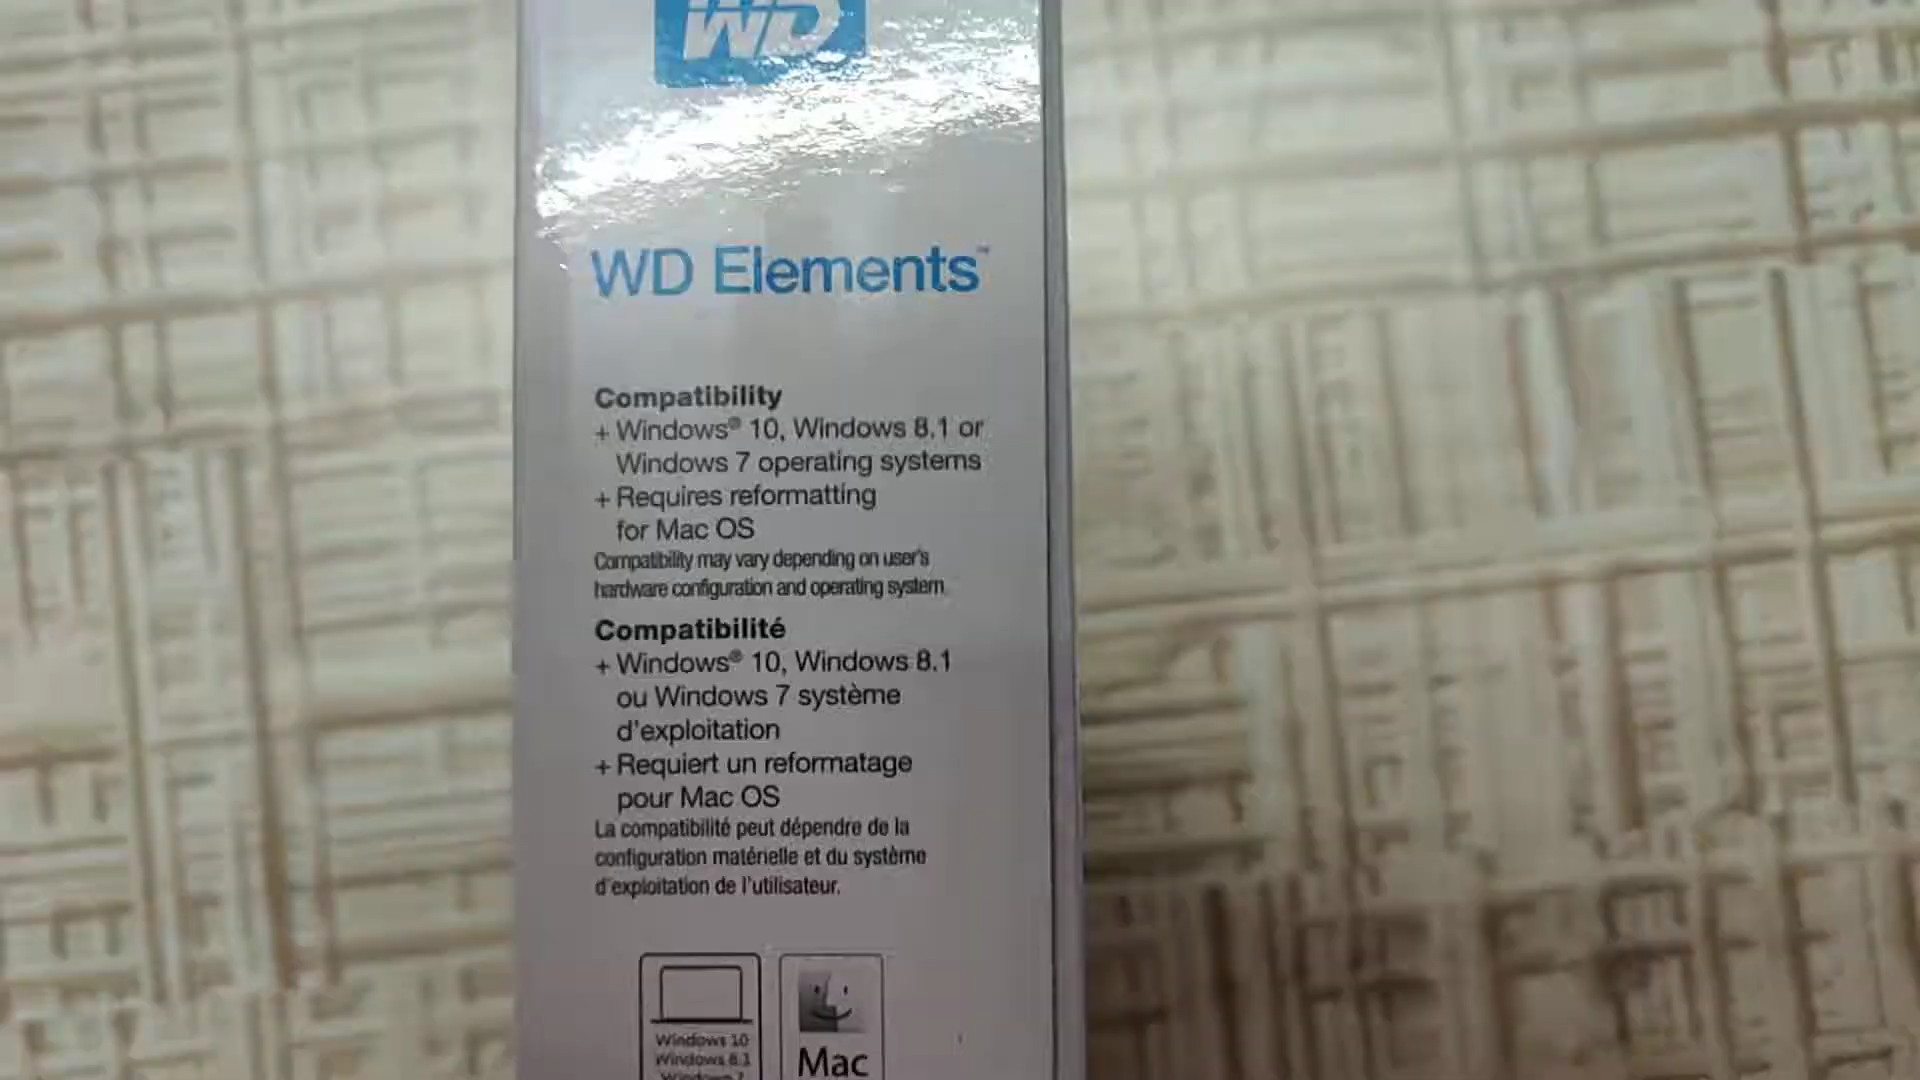 WD
WD Elements™
Compatibility
+ Windows® 10, Windows 8.1 or
Windows 7 operating systems
+ Requires reformatting
for Mac OS
Compatibility may vary depending on user's
hardware configuration and operating system.
Compatibilité
+ Windows® 10, Windows 8.1
ou Windows 7 système
d'exploitation
+ Requiert un reformatage
pour Mac OS
La compatibilité peut dépendre de la
configuration matérielle et du système
d'exploitation de l'utilisateur.
Windows 10
Windows 8.1
Windows 7
Mac